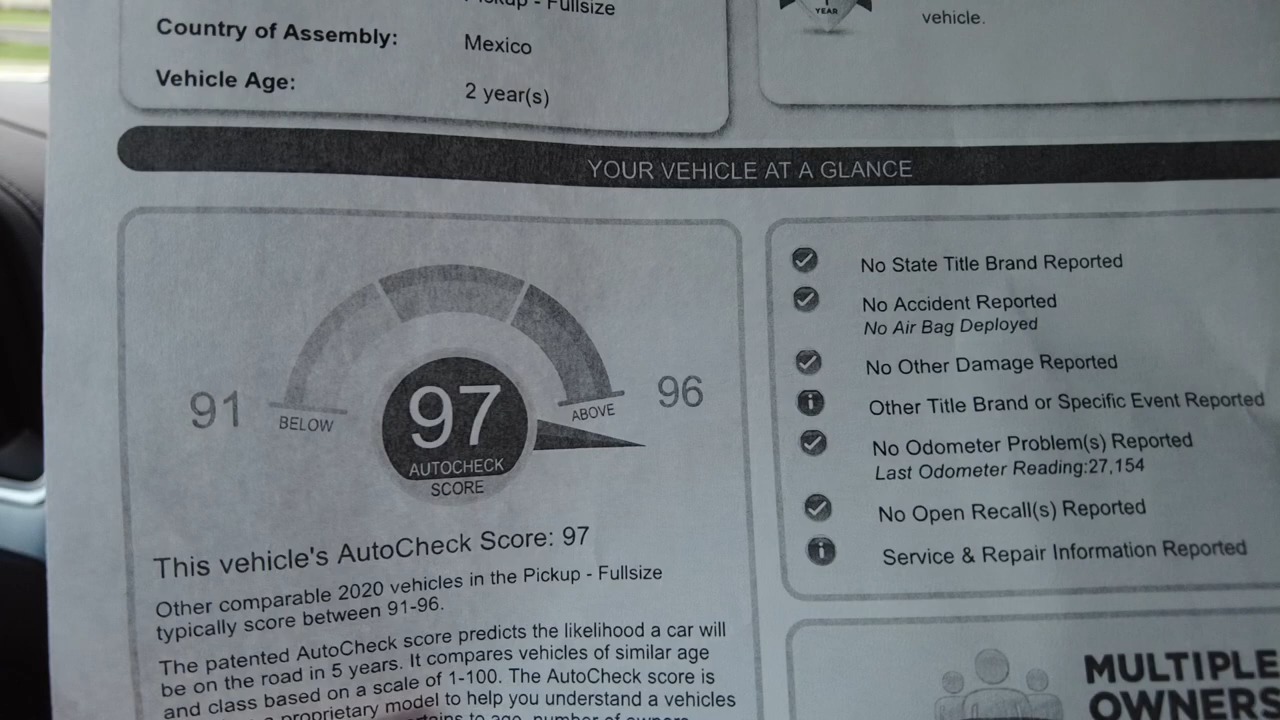 Pickup - Fullsize
Country of Assembly: Mexico
Vehicle Age: 2 year(s)
YEAR
vehicle.
YOUR VEHICLE AT A GLANCE
91
BELOW
97
AUTOCHECK
SCORE
ABOVE
96
This vehicle's AutoCheck Score: 97
Other comparable 2020 vehicles in the Pickup - Fullsize
typically score between 91-96.
The patented AutoCheck score predicts the likelihood a car will
be on the road in 5 years. It compares vehicles of similar age
and class based on a scale of 1-100. The AutoCheck score is
proprietary model to help you understand a vehicles
to age, number of owners
No State Title Brand Reported
No Accident Reported
No Air Bag Deployed
No Other Damage Reported
Other Title Brand or Specific Event Reported
No Odometer Problem(s) Reported
Last Odometer Reading:27,154
No Open Recall(s) Reported
Service & Repair Information Reported
MULTIPLE
OWNERS